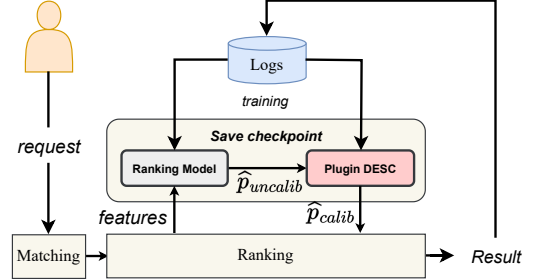 Logs
training
Save checkpoint
request
Ranking Model
Plugin DESC
p̂uncalib
features
p̂calib
Matching
Ranking
Result